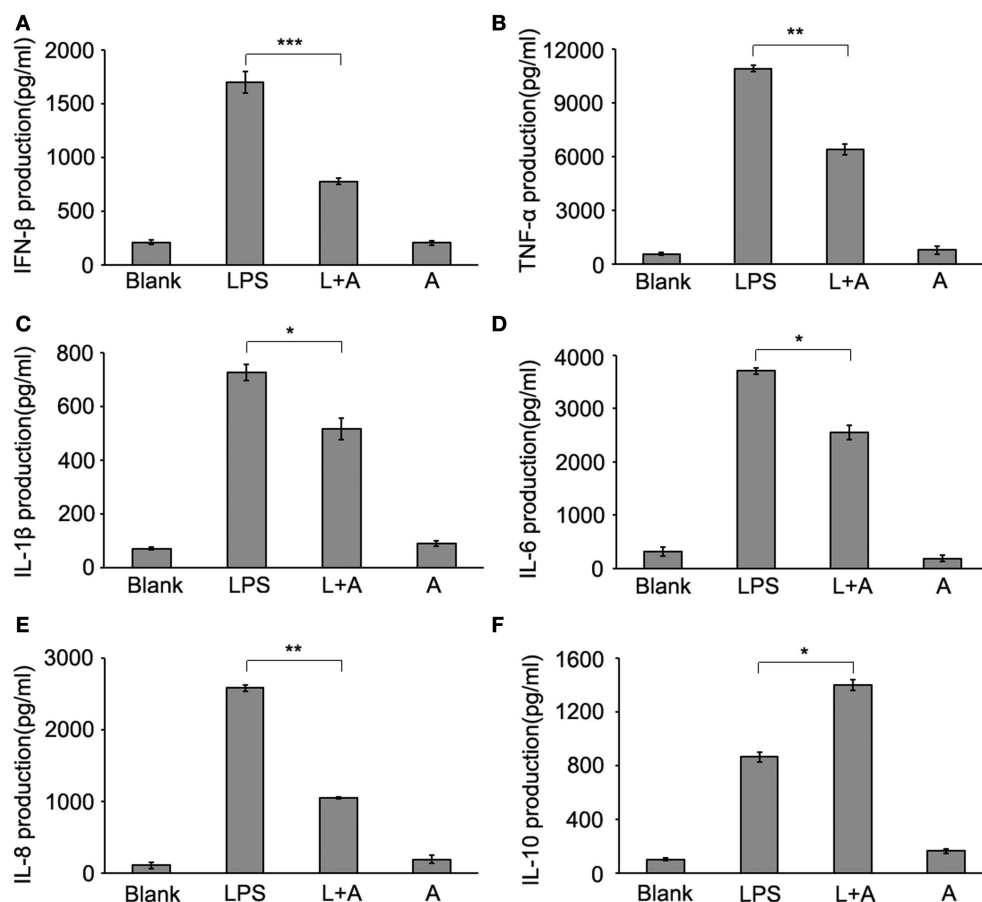 A
IFN-β production(pg/ml)
2000
1500
1000
500
0
***
Blank LPS L+A A
B
TNF-α production(pg/ml)
12000
9000
6000
3000
0
**
Blank LPS L+A A
C
IL-1β production(pg/ml)
800
600
400
200
0
*
Blank LPS L+A A
D
IL-6 production(pg/ml)
4000
3000
2000
1000
0
*
Blank LPS L+A A
E
IL-8 production(pg/ml)
3000
2000
1000
0
**
Blank LPS L+A A
F
IL-10 production(pg/ml)
1600
1200
800
400
0
*
Blank LPS L+A A